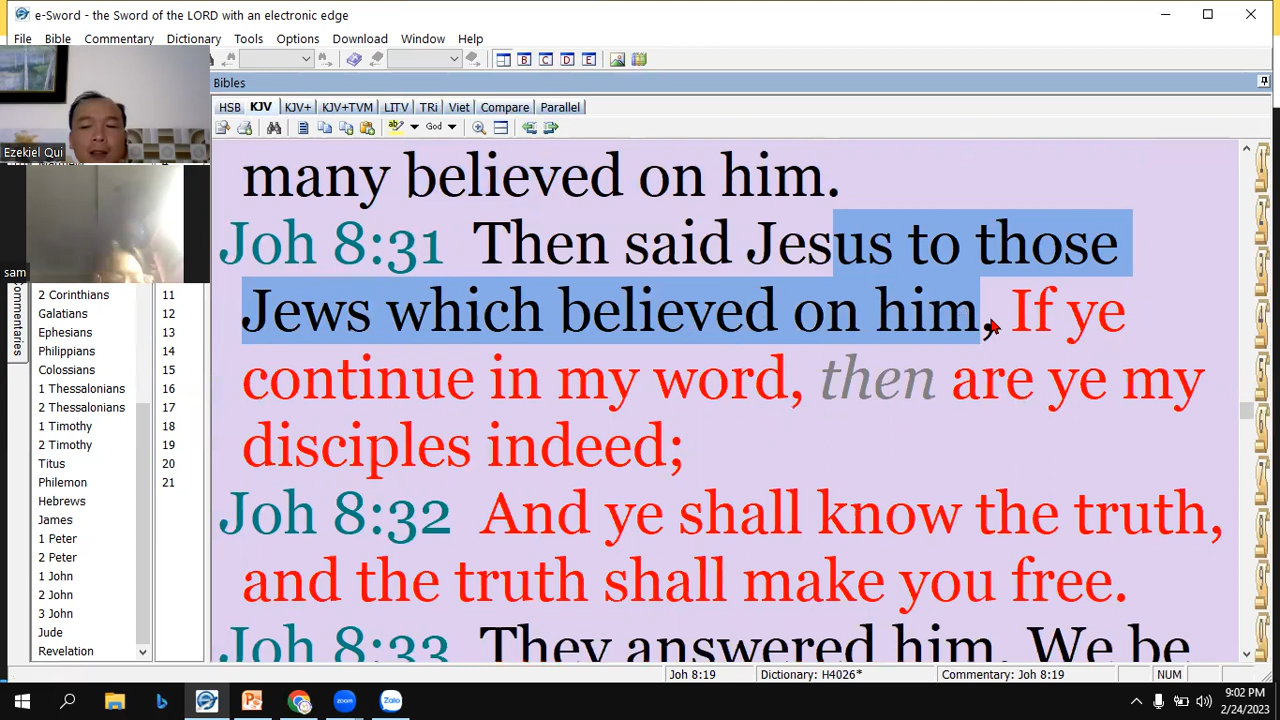 e-Sword - the Sword of the LORD with an electronic edge
File Bible Commentary Dictionary Tools Options Download Window Help
B C D E
Bibles
HSB KJV KJV+ KJV+TVM LITV TRi Viet Compare Parallel
God
Ezekiel Qui
sam
Commentaries
2 Corinthians 11
Galatians 12
Ephesians 13
Philippians 14
Colossians 15
1 Thessalonians 16
2 Thessalonians 17
1 Timothy 18
2 Timothy 19
Titus 20
Philemon 21
Hebrews
James
1 Peter
2 Peter
1 John
2 John
3 John
Jude
Revelation
many believed on him.
Joh 8:31 Then said Jesus to those
Jews which believed on him, If ye
continue in my word, then are ye my
disciples indeed;
Joh 8:32 And ye shall know the truth,
and the truth shall make you free.
Joh 8:33 They answered him, We be
Joh 8:19 Dictionary: H4026* Commentary: Joh 8:19 NUM
zoom Zalo
9:02 PM
2/24/2023